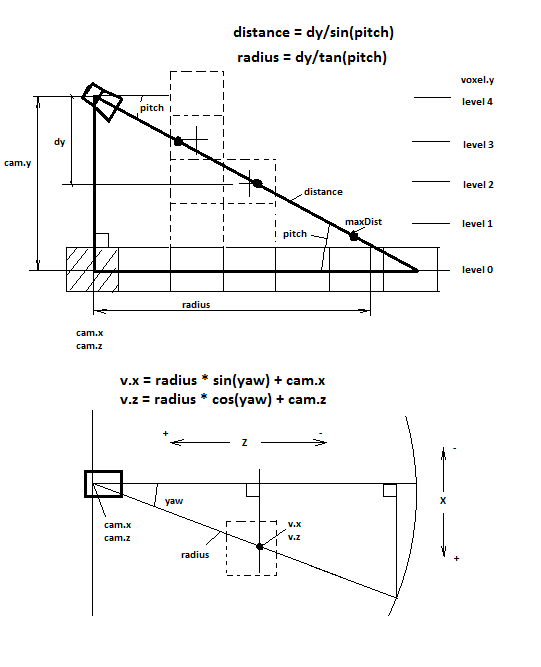 distance = dy/sin(pitch)
radius = dy/tan(pitch)
voxel.y
level 4
pitch
dy
level 3
cam.y
level 2
distance
maxDist
level 1
pitch
level 0
radius
cam.x
cam.z
v.x = radius * sin(yaw) + cam.x
v.z = radius * cos(yaw) + cam.z
+ -
Z
-
yaw
X
cam.x
cam.z
v.x
v.z
radius
+